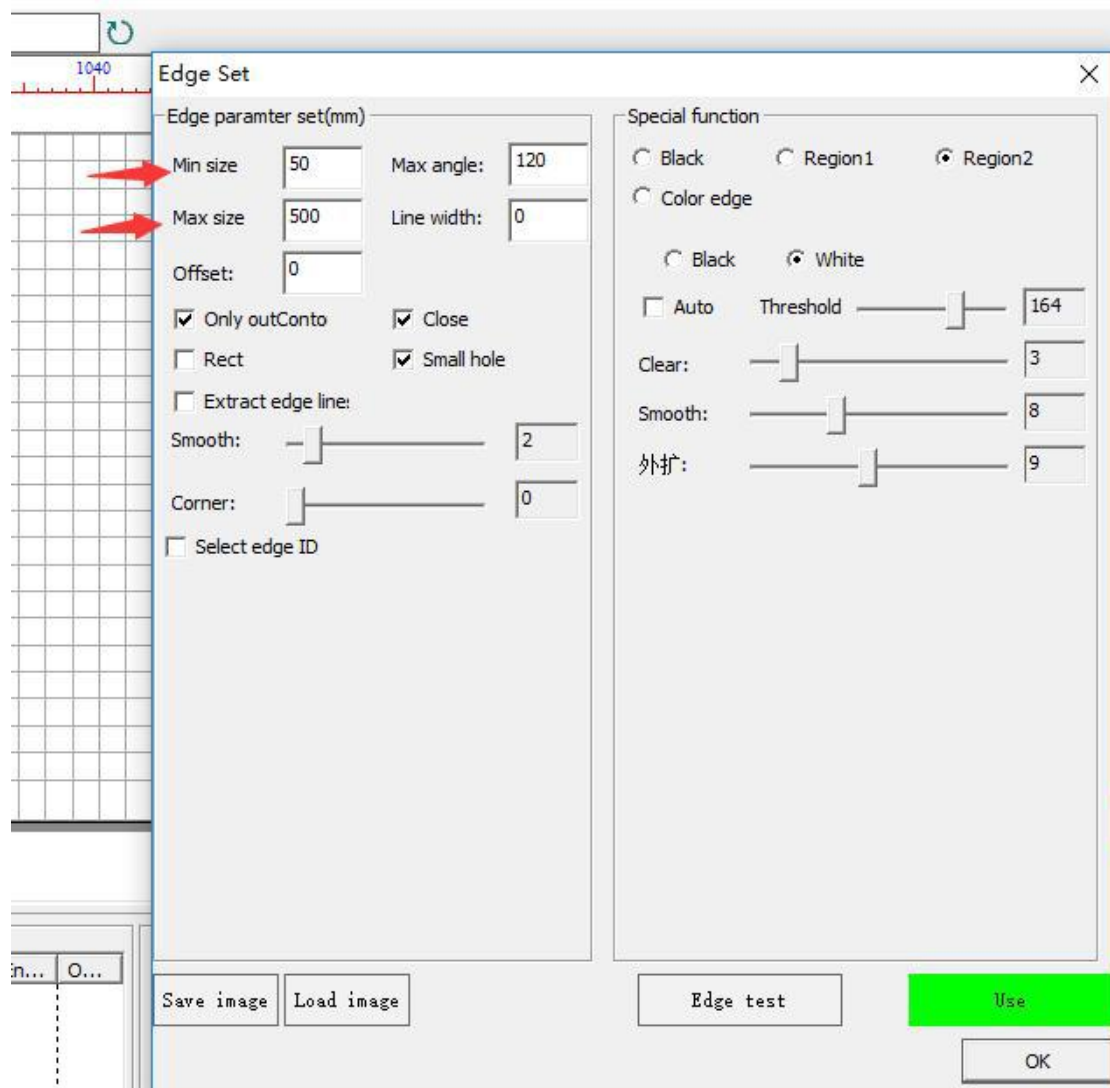 1040
Edge Set
Edge paramter set(mm)
Min size 50 Max angle: 120
Max size 500 Line width: 0
Offset: 0
Only outConto Close
Rect Small hole
Extract edge line:
Smooth: 2
Corner: 0
Select edge ID
Special function
Black Region1 Region2
Color edge
Black White
Auto Threshold 164
Clear: 3
Smooth: 8
外扩: 9
En... O...
Save image Load image Edge test Use
OK